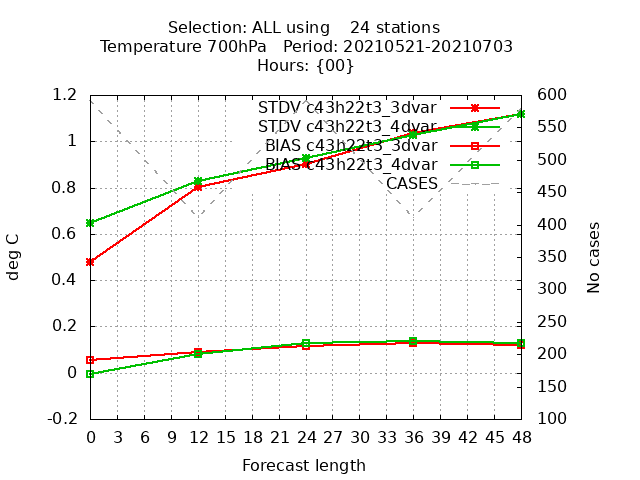 Selection: ALL using    24 stations
Temperature 700hPa   Period: 20210521-20210703
Hours: {00}
1.2
1
0.8
0.6
0.4
0.2
0
-0.2
deg C
STDV c43h22t3_3dvar
STDV c43h22t3_4dvar
BIAS c43h22t3_3dvar
BIAS c43h22t3_4dvar
CASES
600
550
500
450
400
350
300
250
200
150
100
No cases
0 3 6 9 12 15 18 21 24 27 30 33 36 39 42 45 48
Forecast length